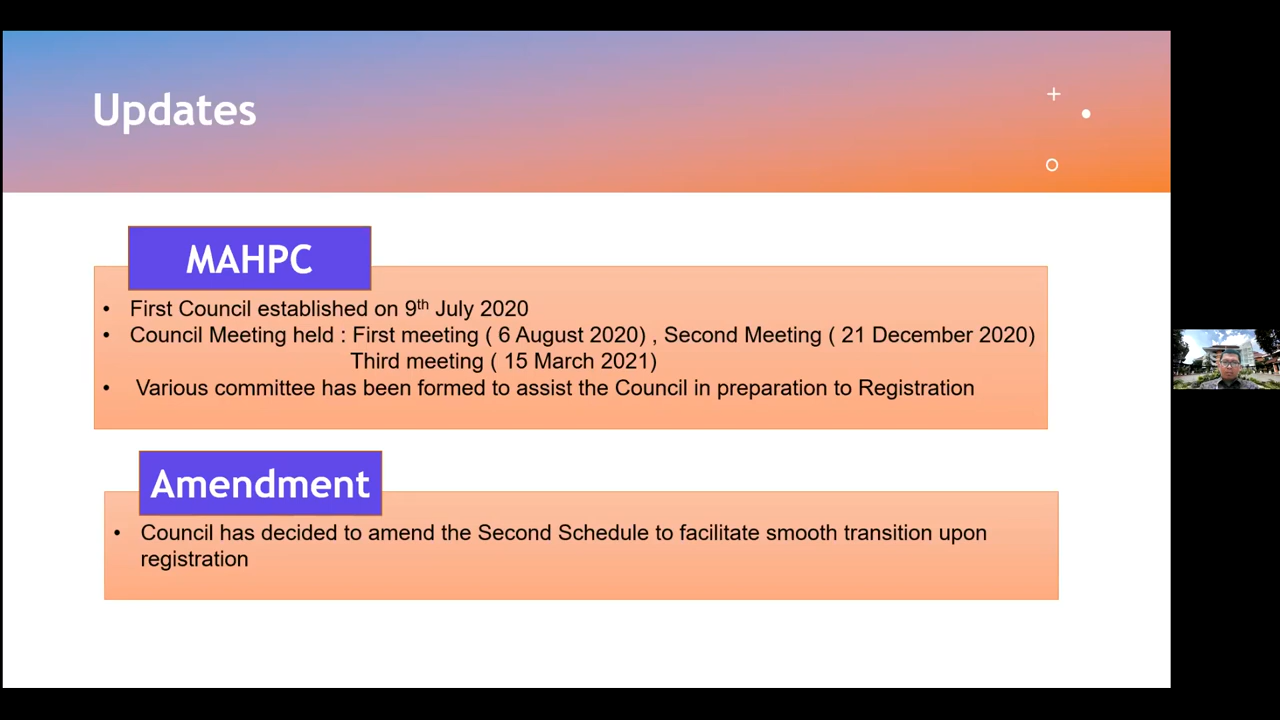 Updates
MAHPC
• First Council established on 9th July 2020
• Council Meeting held : First meeting ( 6 August 2020) , Second Meeting ( 21 December 2020)
Third meeting ( 15 March 2021)
• Various committee has been formed to assist the Council in preparation to Registration
Amendment
• Council has decided to amend the Second Schedule to facilitate smooth transition upon
registration